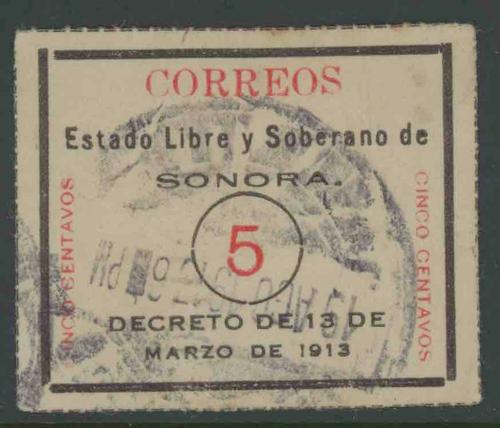 CORREOS
Estado Libre y Soberano de
SONORA.
CINCO CENTAVOS
5
CINCO CENTAVOS
DECRETO DE 13 DE
MARZO DE 1913